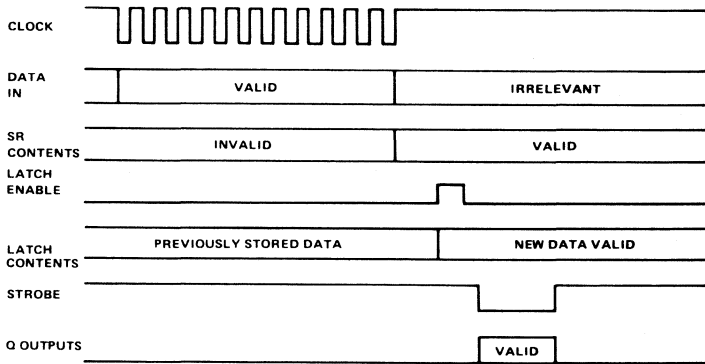 CLOCK
DATA
IN
VALID
IRRELEVANT
SR
CONTENTS
INVALID
VALID
LATCH
ENABLE
LATCH
CONTENTS
PREVIOUSLY STORED DATA
NEW DATA VALID
STROBE
Q OUTPUTS
VALID